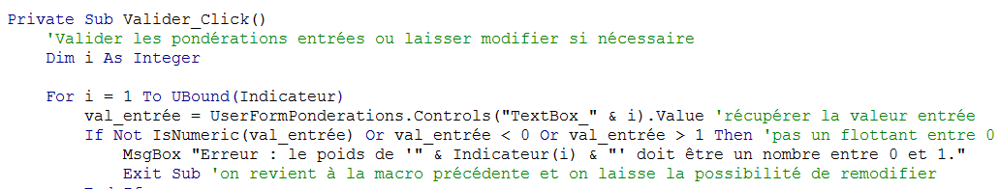 Private Sub Valider_Click()
'Valider les pondérations entrées ou laisser modifier si nécessaire
Dim i As Integer
For i = 1 To UBound(Indicateur)
val_entrée = UserFormPonderations.Controls("TextBox_" & i).Value 'récupérer la valeur entrée
If Not IsNumeric(val_entrée) Or val_entrée < 0 Or val_entrée > 1 Then 'pas un flottant entre 0
MsgBox "Erreur : le poids de '" & Indicateur(i) & "' doit être un nombre entre 0 et 1."
Exit Sub 'on revient à la macro précédente et on laisse la possibilité de remodifier